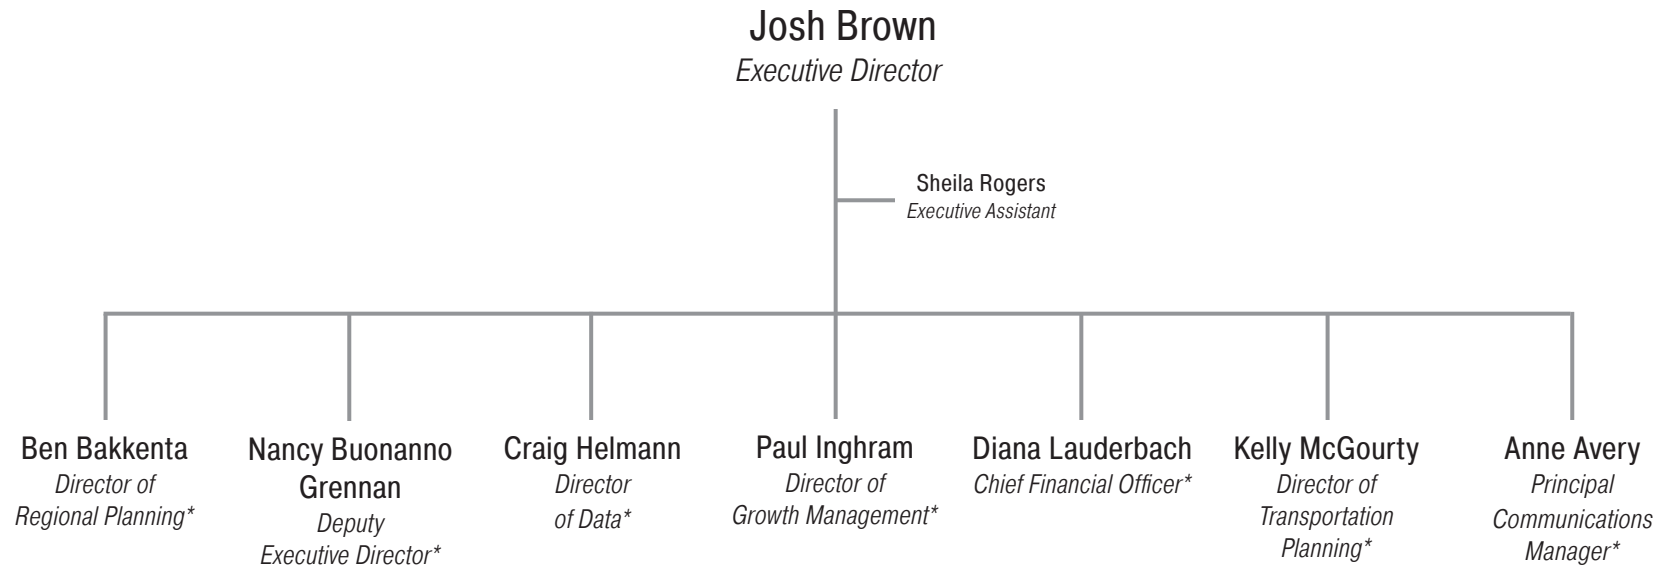 Josh Brown
Executive Director
Sheila Rogers
Executive Assistant
Ben Bakkenta
Director of
Regional Planning*
Nancy Buonanno
Grennan
Deputy
Executive Director*
Craig Helmann
Director
of Data*
Paul Inghram
Director of
Growth Management*
Diana Lauderbach
Chief Financial Officer*
Kelly McGourty
Director of
Transportation
Planning*
Anne Avery
Principal
Communications
Manager*